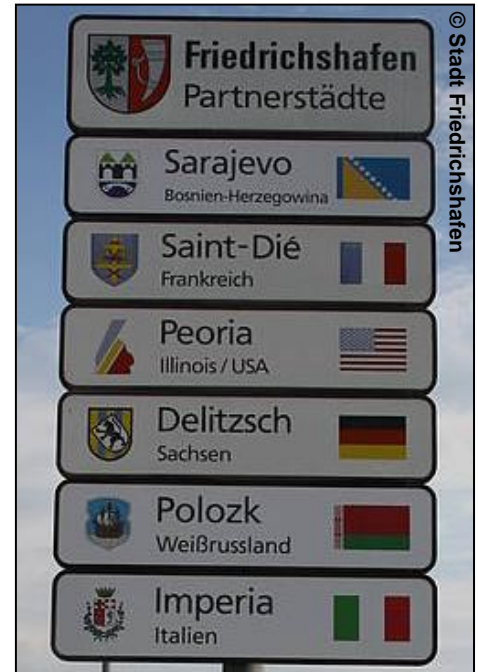 Friedrichshafen
Partnerstädte
Sarajevo
Bosnien-Herzegowina
Saint-Dié
Frankreich
Peoria
Illinois / USA
Delitzsch
Sachsen
Polozk
Weißrussland
Imperia
Italien
© Stadt Friedrichshafen